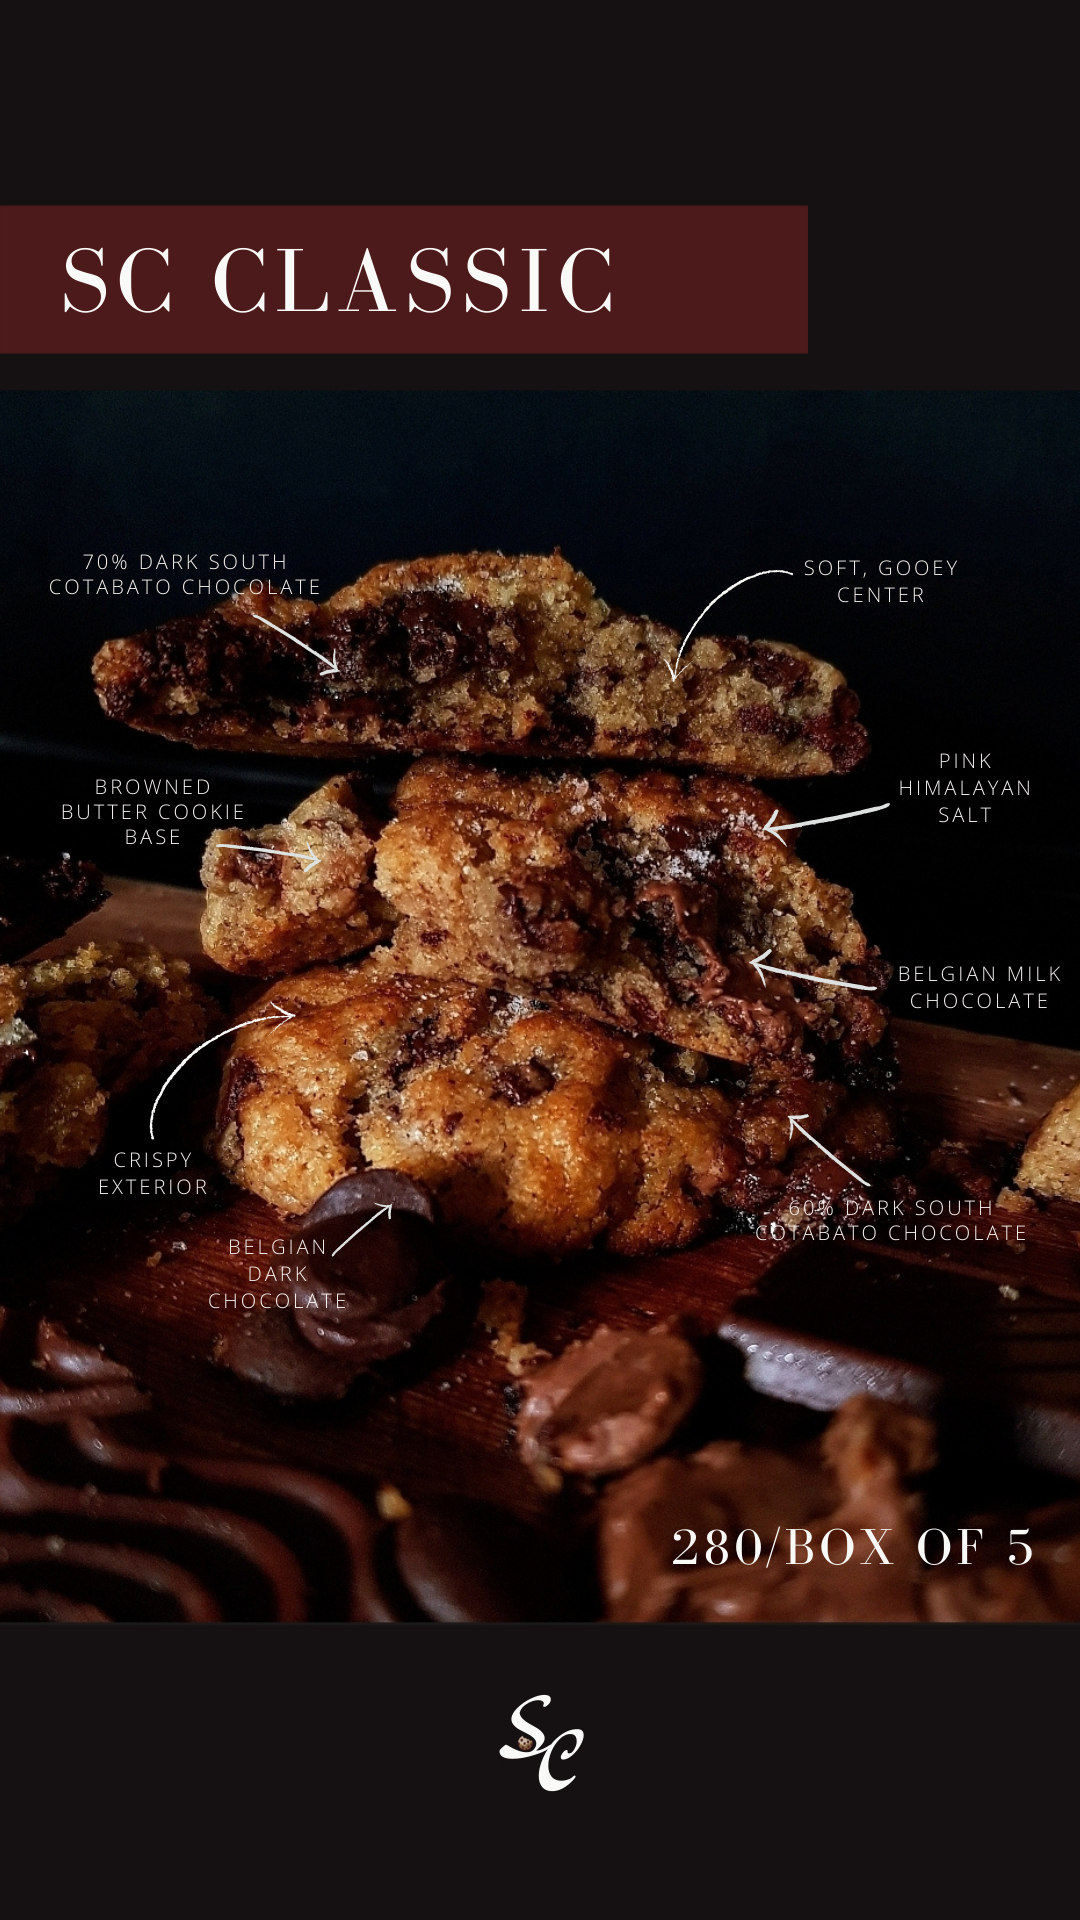 SC CLASSIC
70% DARK SOUTH
COTABATO CHOCOLATE
SOFT, GOOEY
CENTER
BROWNED
BUTTER COOKIE
BASE
PINK
HIMALAYAN
SALT
BELGIAN MILK
CHOCOLATE
CRISPY
EXTERIOR
BELGIAN
DARK
CHOCOLATE
60% DARK SOUTH
COTABATO CHOCOLATE
280/BOX OF 5
SC